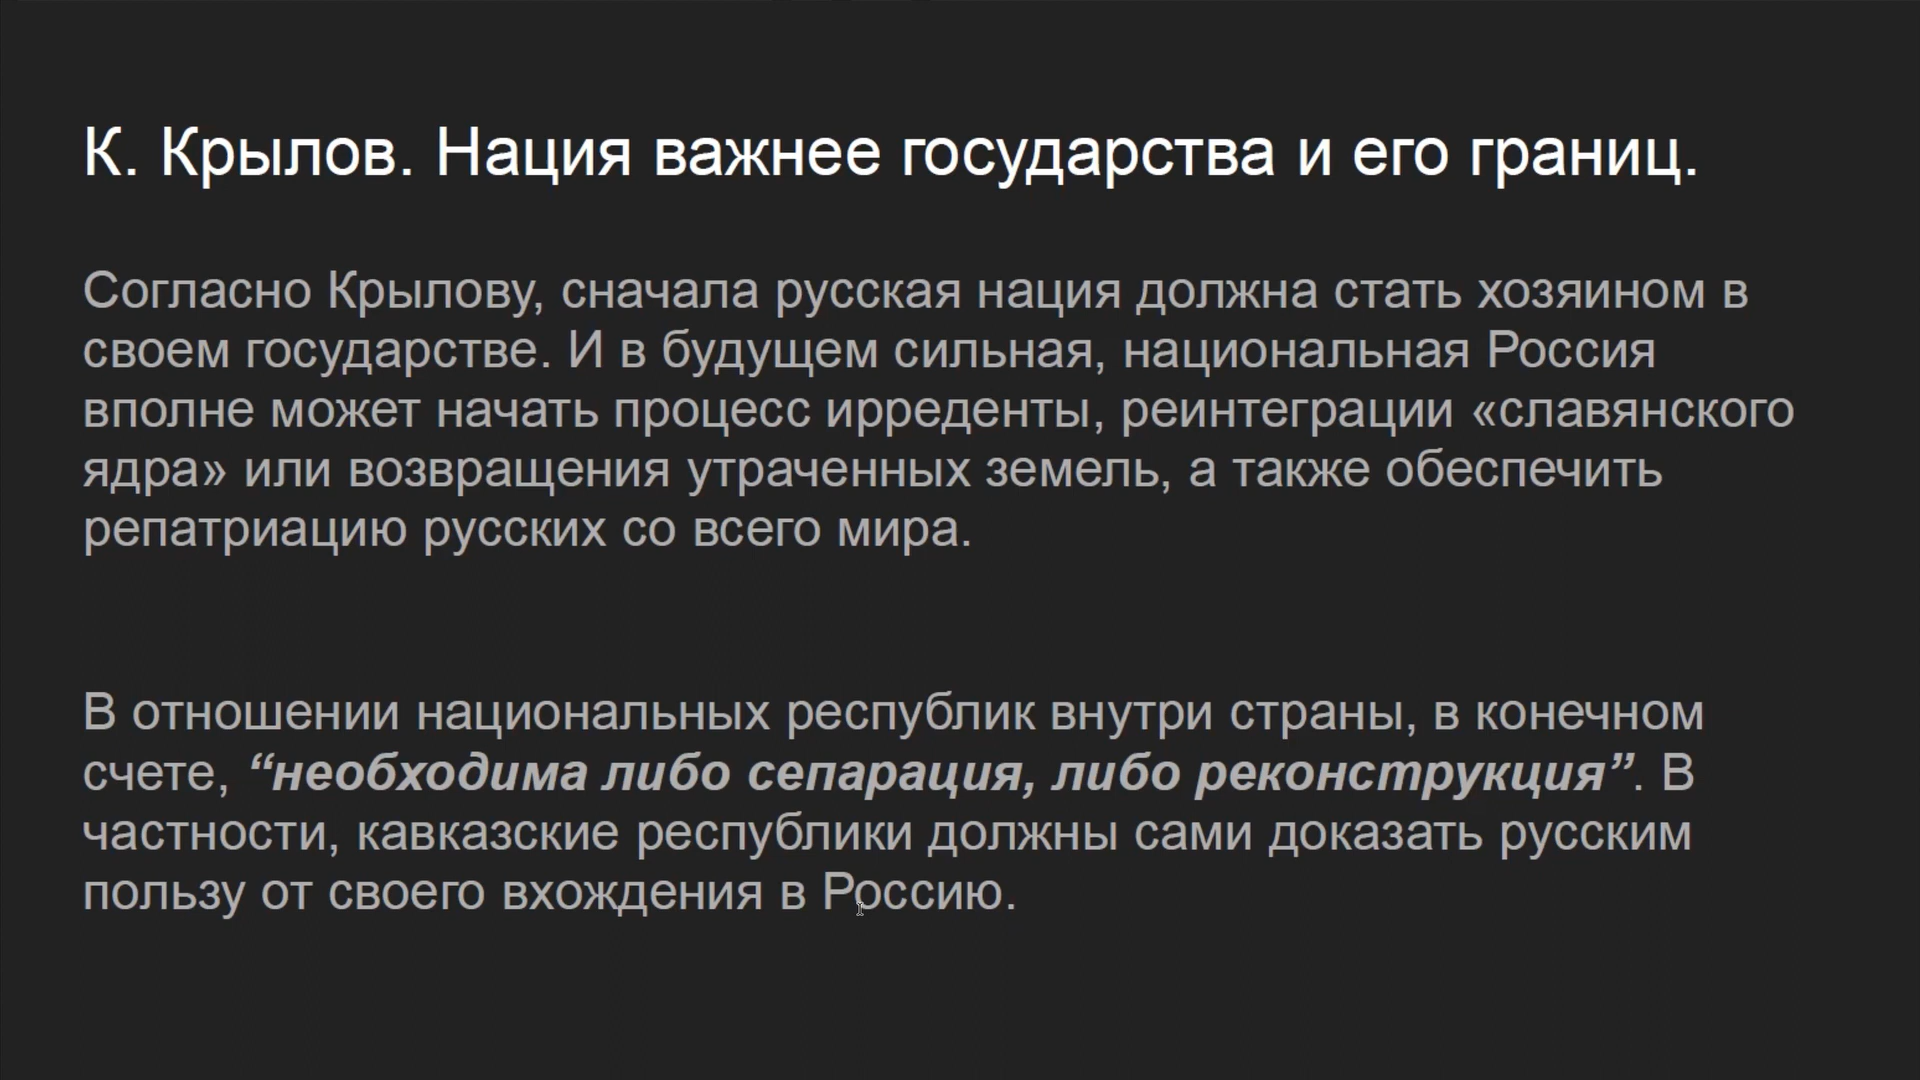 К. Крылов. Нация важнее государства и его границ.
Согласно Крылову, сначала русская нация должна стать хозяином в
своем государстве. И в будущем сильная, национальная Россия
вполне может начать процесс ирреденты, реинтеграции «славянского
ядра» или возвращения утраченных земель, а также обеспечить
репатриацию русских со всего мира.
В отношении национальных республик внутри страны, в конечном
счете, “необходима либо сепарация, либо реконструкция”. В
частности, кавказские республики должны сами доказать русским
пользу от своего вхождения в Россию.